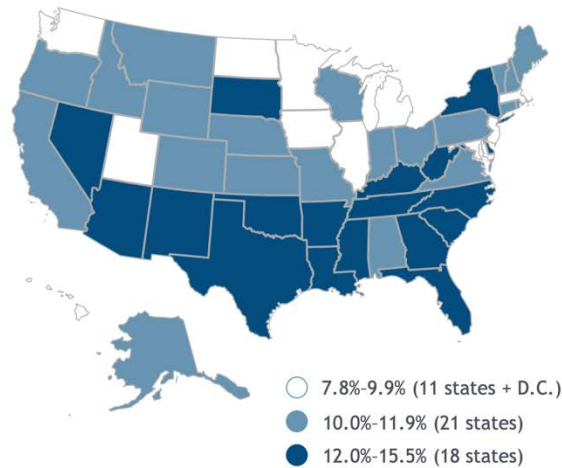 7.8%-9.9% (11 states + D.C.)
10.0%-11.9% (21 states)
12.0%-15.5% (18 states)